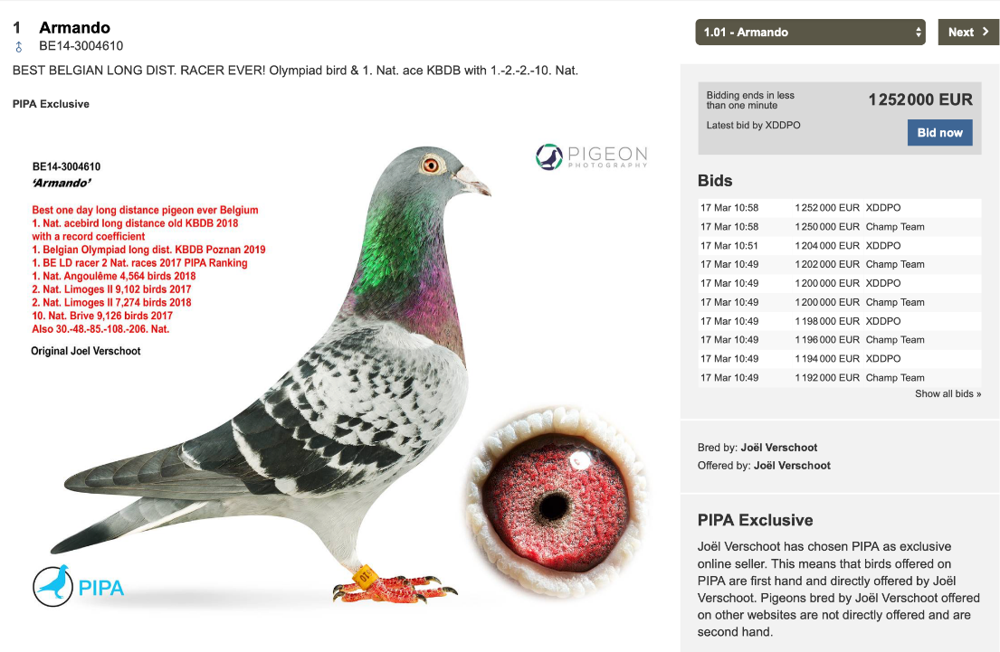 1 Armando
BE14-3004610
BEST BELGIAN LONG DIST. RACER EVER! Olympiad bird & 1. Nat. ace KBDB with 1.-2.-2.-10. Nat.
PIPA Exclusive
PIGEON
PHOTOGRAPHY
BE14-3004610
‘Armando’
Best one day long distance pigeon ever Belgium
1. Nat. acebird long distance old KBDB 2018
with a record coefficient
1. Belgian Olympiad long dist. KBDB Poznan 2019
1. BE LD racer 2 Nat. races 2017 PIPA Ranking
1. Nat. Angoulême 4,564 birds 2018
2. Nat. Limoges II 9,102 birds 2017
2. Nat. Limoges II 7,274 birds 2018
10. Nat. Brive 9,126 birds 2017
Also 30.-48.-85.-108.-206. Nat.
Original Joel Verschoot
PIPA
1.01 - Armando
Next
Bidding ends in less
than one minute
1 252 000 EUR
Latest bid by XDDPO
Bid now
Bids
17 Mar 10:58 1 252 000 EUR XDDPO
17 Mar 10:58 1 250 000 EUR Champ Team
17 Mar 10:51 1 204 000 EUR XDDPO
17 Mar 10:49 1 202 000 EUR Champ Team
17 Mar 10:49 1 200 000 EUR XDDPO
17 Mar 10:49 1 200 000 EUR Champ Team
17 Mar 10:49 1 198 000 EUR XDDPO
17 Mar 10:49 1 196 000 EUR Champ Team
17 Mar 10:49 1 194 000 EUR XDDPO
17 Mar 10:49 1 192 000 EUR Champ Team
Show all bids »
Bred by: Joël Verschoot
Offered by: Joël Verschoot
PIPA Exclusive
Joël Verschoot has chosen PIPA as exclusive
online seller. This means that birds offered on
PIPA are first hand and directly offered by Joël
Verschoot. Pigeons bred by Joël Verschoot offered
on other websites are not directly offered and are
second hand.